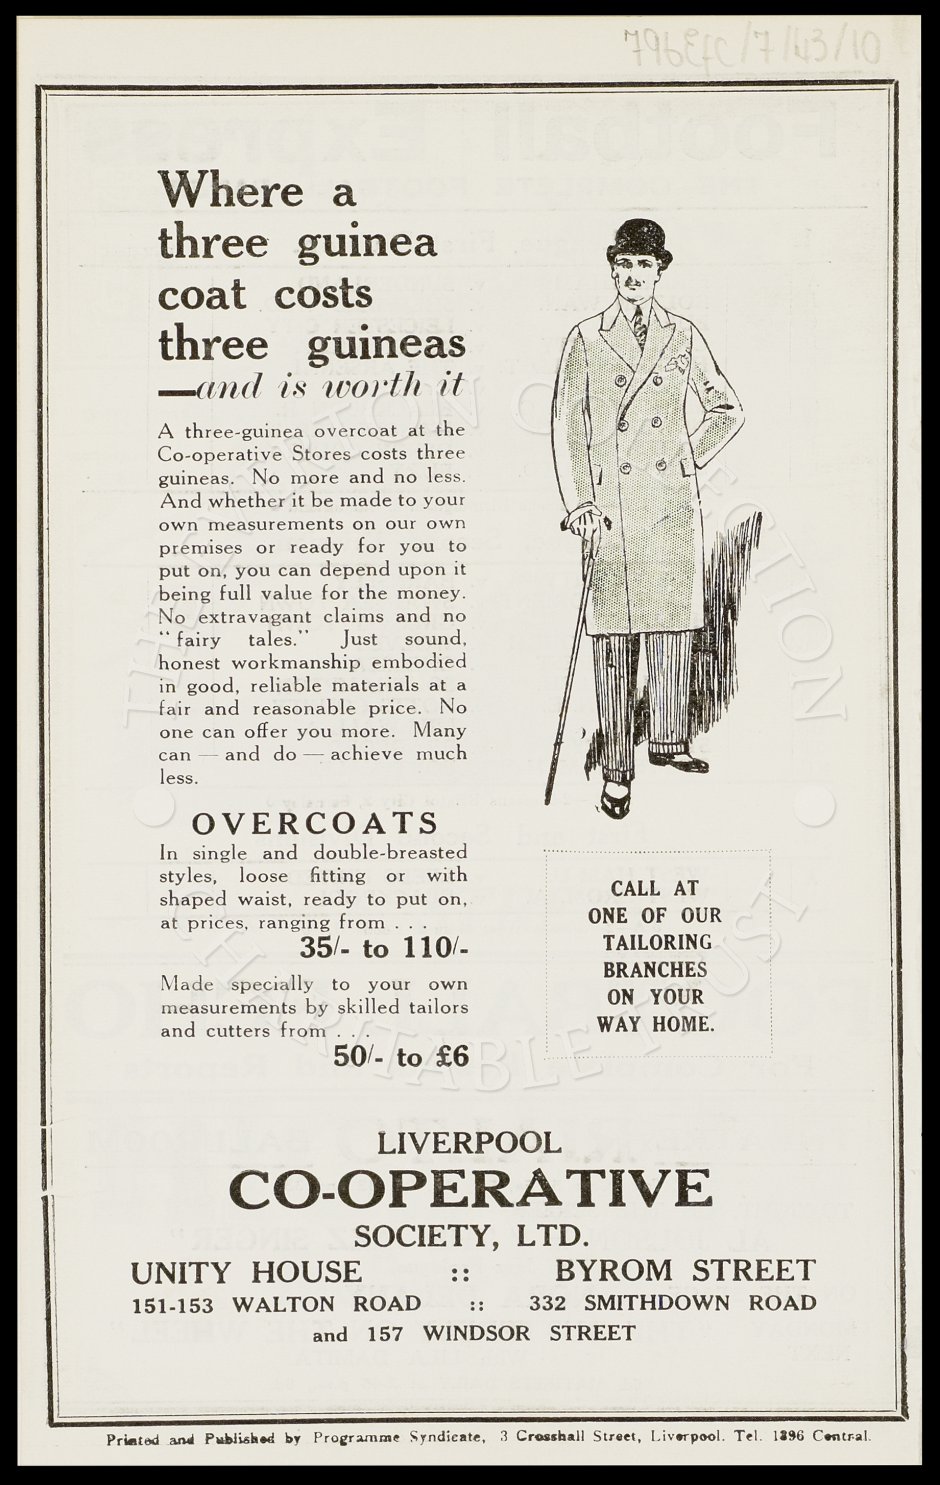 796EFC/7/43/10
Where a
three guinea
coat costs
three guineas
—and is worth it
A three-guinea overcoat at the
Co-operative Stores costs three
guineas. No more and no less.
And whether it be made to your
own measurements on our own
premises or ready for you to
put on, you can depend upon it
being full value for the money.
No extravagant claims and no
"fairy tales." Just sound,
honest workmanship embodied
in good, reliable materials at a
fair and reasonable price. No
one can offer you more. Many
can — and do — achieve much
less.
OVERCOATS
In single and double-breasted
styles, loose fitting or with
shaped waist, ready to put on,
at prices, ranging from . . .
35/- to 110/-
Made specially to your own
measurements by skilled tailors
and cutters from . . .
50/- to £6
CALL AT
ONE OF OUR
TAILORING
BRANCHES
ON YOUR
WAY HOME.
LIVERPOOL
CO-OPERATIVE
SOCIETY, LTD.
UNITY HOUSE :: BYROM STREET
151-153 WALTON ROAD :: 332 SMITHDOWN ROAD
and 157 WINDSOR STREET
Printed and Published by Programme Syndicate, 3 Crosshall Street, Liverpool. Tel. 1896 Central.
THE EVERTON COLLECTION
CHARITABLE TRUST